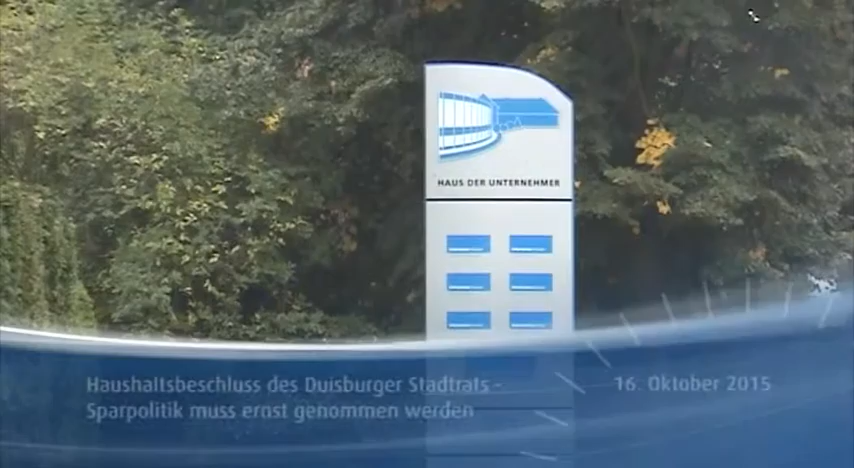 HAUS DER UNTERNEHMER
Haushaltsbeschluss des Duisburger Stadtrats -
Sparpolitik muss ernst genommen werden
16. Oktober 2015